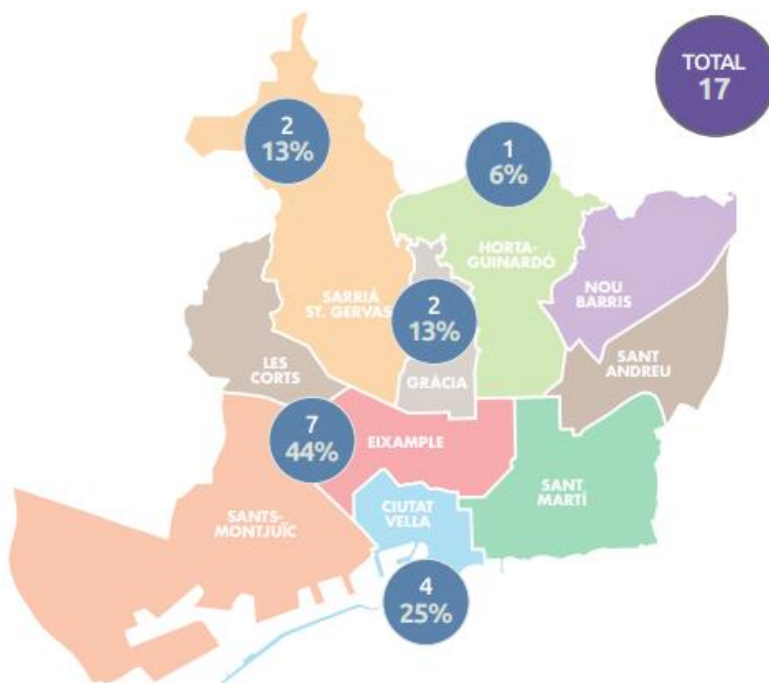 TOTAL
17
2
13%
1
6%
HORTA-
GUINARDÓ
NOU
BARRIS
SARRIÀ
ST. GERVAS
2
13%
SANT
ANDREU
LES
CORTS
GRÀCIA
7
44%
EIXAMPLE
SANT
MARTÍ
CIUTAT
VELLA
SANTS-
MONTJUÏC
4
25%